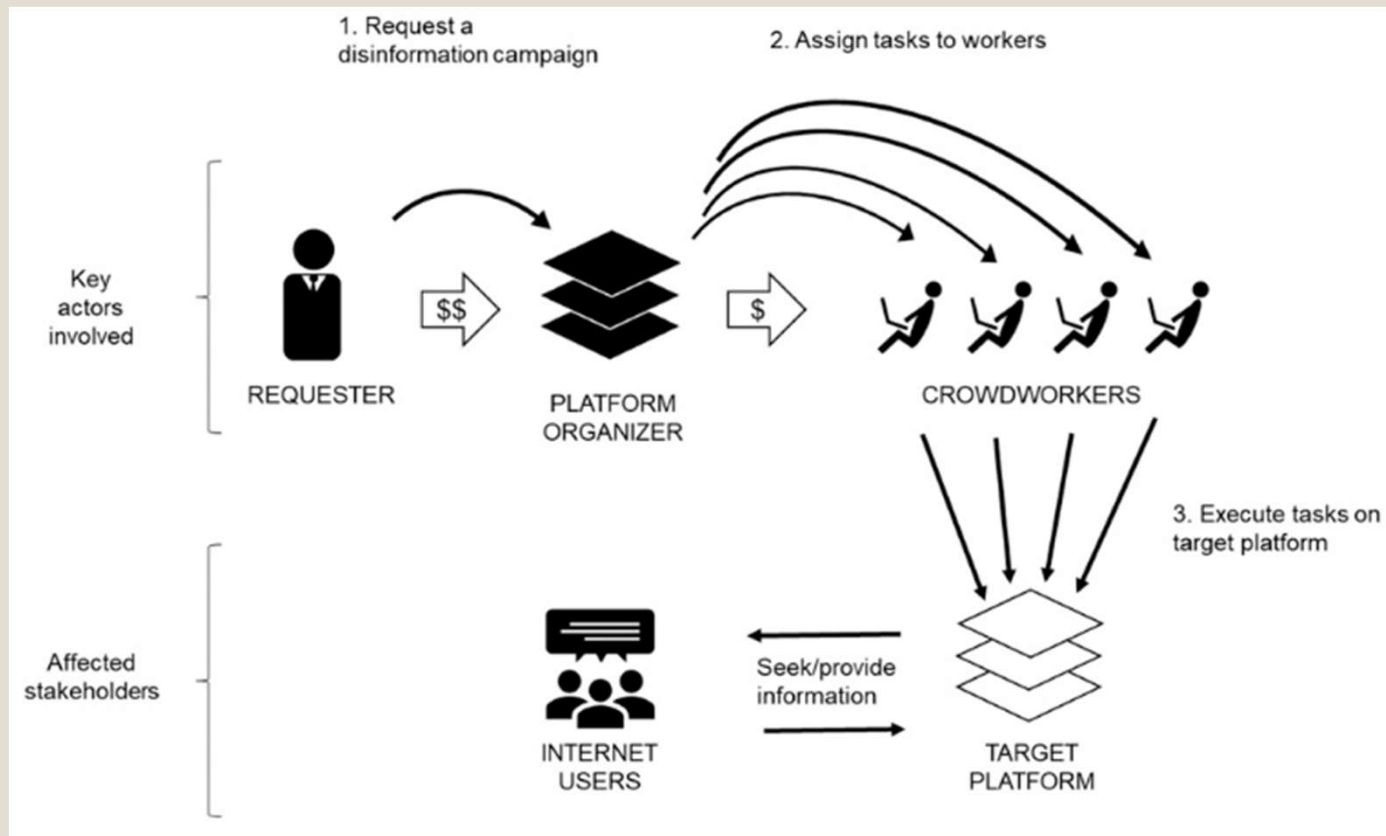 1. Request a
disinformation campaign
2. Assign tasks to workers
Key
actors
involved
$$
$
REQUESTER
PLATFORM
ORGANIZER
CROWDWORKERS
3. Execute tasks on
target platform
Affected
stakeholders
Seek/provide
information
INTERNET
USERS
TARGET
PLATFORM